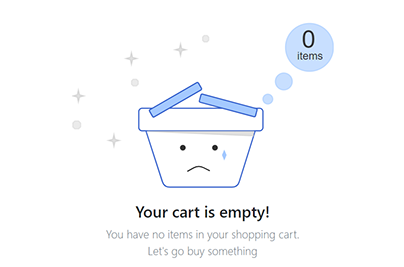 0
items
Your cart is empty!
You have no items in your shopping cart.
Let's go buy something